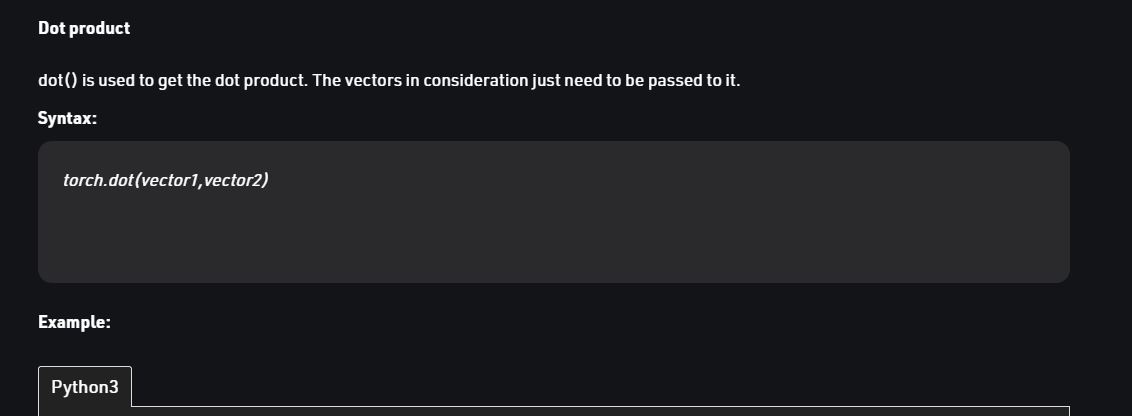 Dot product
dot() is used to get the dot product. The vectors in consideration just need to be passed to it.
Syntax:
torch.dot(vector1,vector2)
Example:
Python3